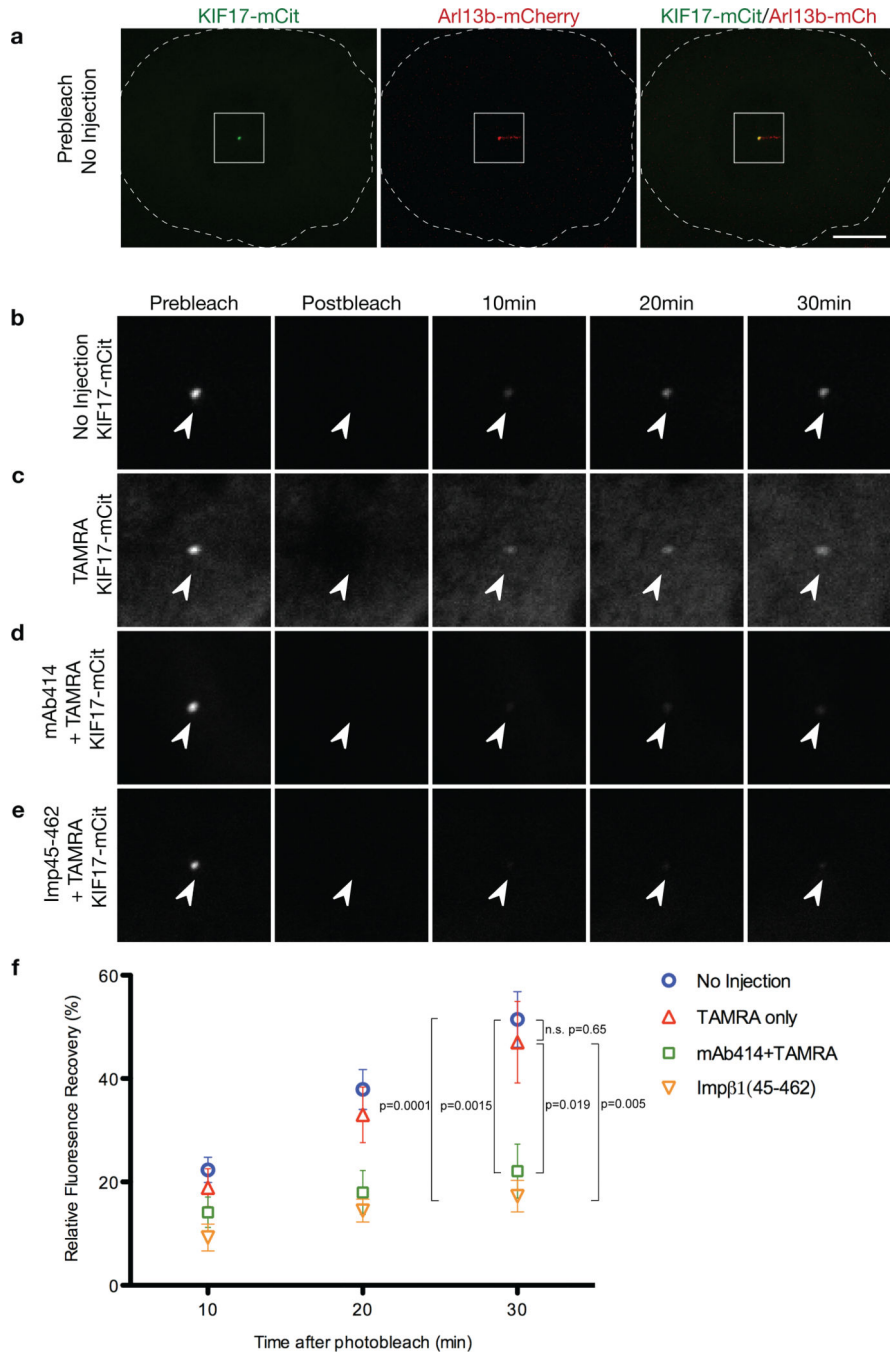 KIF17-mCit Arl13b-mCherry KIF17-mCit/Arl13b-mCh
a
Prebleach
No Injection
Prebleach Postbleach 10min 20min 30min
b
No Injection
KIF17-mCit
c
TAMRA
KIF17-mCit
d
mAb414
+ TAMRA
KIF17-mCit
e
Imp45-462
+ TAMRA
KIF17-mCit
f
Relative Fluoresence Recovery (%)
60
40
20
0
10 20 30
Time after photobleach (min)
n.s. p=0.65
p=0.0001 p=0.0015 p=0.019 p=0.005
No Injection
TAMRA only
mAb414+TAMRA
Impβ1(45-462)